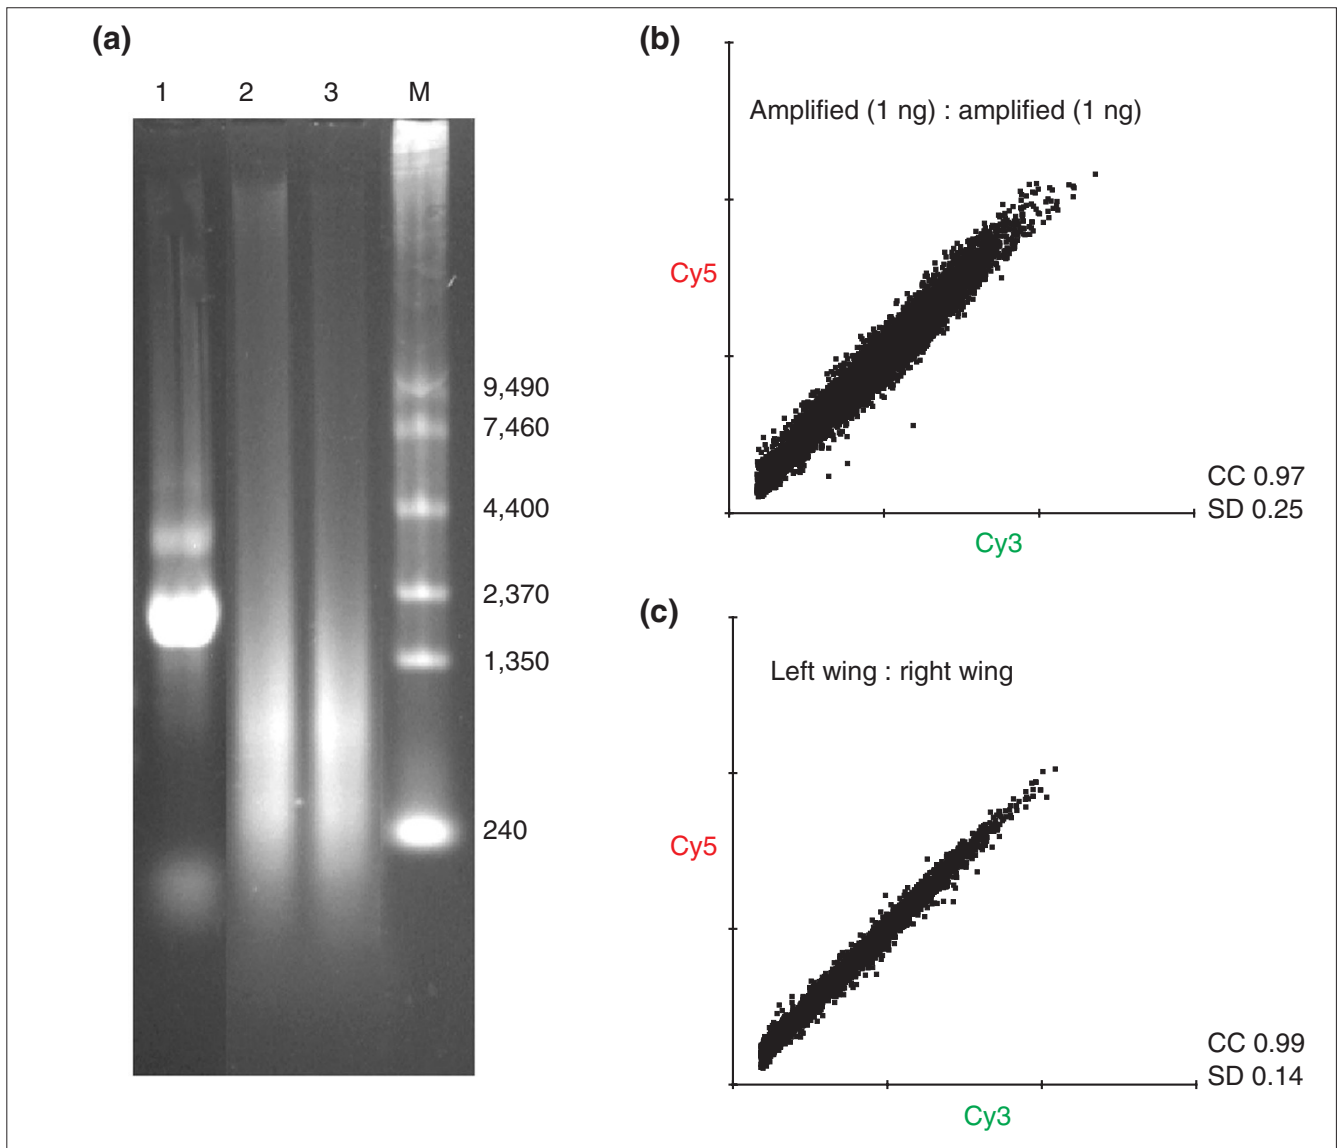 (a)
1 2 3 M
9,490
7,460
4,400
2,370
1,350
240
(b)
Amplified (1 ng) : amplified (1 ng)
Cy5
CC 0.97
SD 0.25
Cy3
(c)
Left wing : right wing
Cy5
CC 0.99
SD 0.14
Cy3